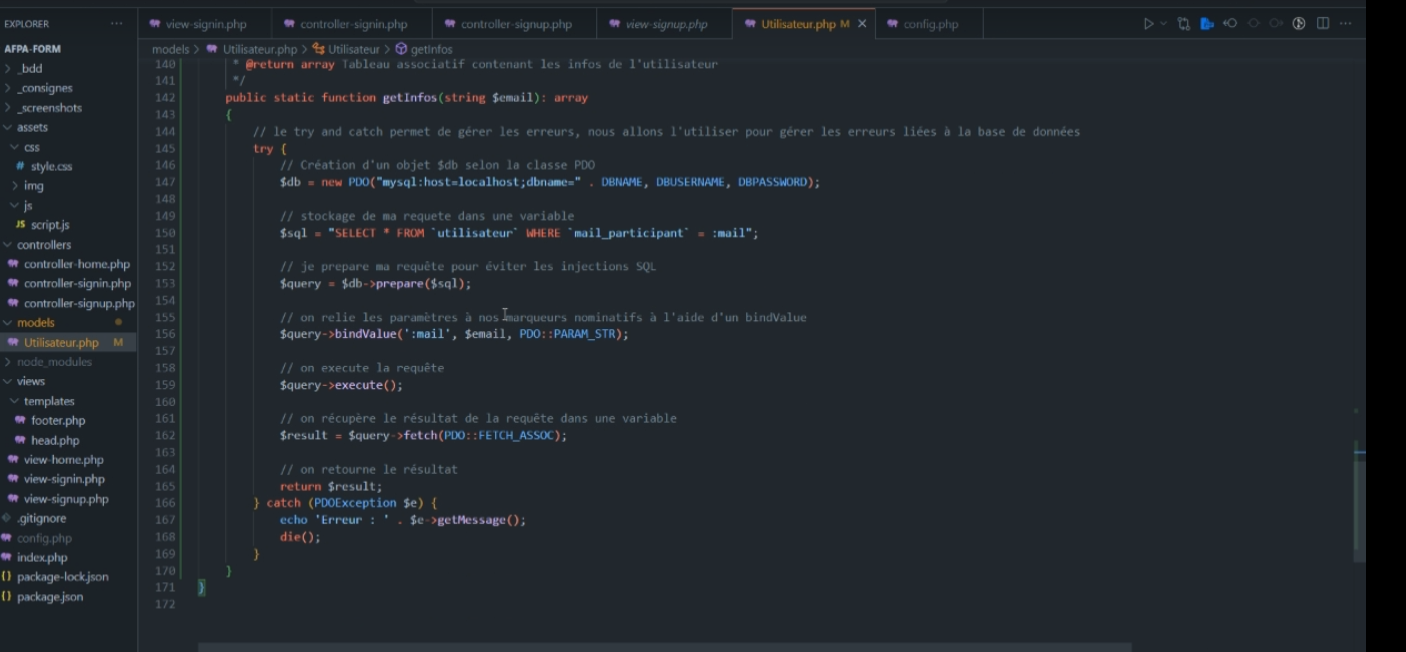 EXPLORER ...
AFPA-FORM
_bdd
_consignes
_screenshots
assets
css
# style.css
img
js
JS script.js
controllers
controller-home.php
controller-signin.php
controller-signup.php
models
Utilisateur.php M
node_modules
views
templates
footer.php
head.php
view-home.php
view-signin.php
view-signup.php
.gitignore
config.php
index.php
{} package-lock.json
{} package.json
view-signin.php controller-signin.php controller-signup.php view-signup.php Utilisateur.php M × config.php ...
models > Utilisateur.php > Utilisateur > getInfos
140 * @return array Tableau associatif contenant les infos de l'utilisateur
141 */
142 public static function getInfos(string $email): array
143 {
144 // le try and catch permet de gérer les erreurs, nous allons l'utiliser pour gérer les erreurs liées à la base de données
145 try {
146 // Création d'un objet $db selon la classe PDO
147 $db = new PDO("mysql:host=localhost;dbname=" . DBNAME, DBUSERNAME, DBPASSWORD);
148
149 // stockage de ma requete dans une variable
150 $sql = "SELECT * FROM `utilisateur` WHERE `mail_participant` = :mail";
151
152 // je prepare ma requête pour éviter les injections SQL
153 $query = $db->prepare($sql);
154
155 // on relie les paramètres à nos marqueurs nominatifs à l'aide d'un bindValue
156 $query->bindValue(':mail', $email, PDO::PARAM_STR);
157
158 // on execute la requête
159 $query->execute();
160
161 // on récupère le résultat de la requête dans une variable
162 $result = $query->fetch(PDO::FETCH_ASSOC);
163
164 // on retourne le résultat
165 return $result;
166 } catch (PDOException $e) {
167 echo 'Erreur : ' . $e->getMessage();
168 die();
169 }
170 }
171 }
172